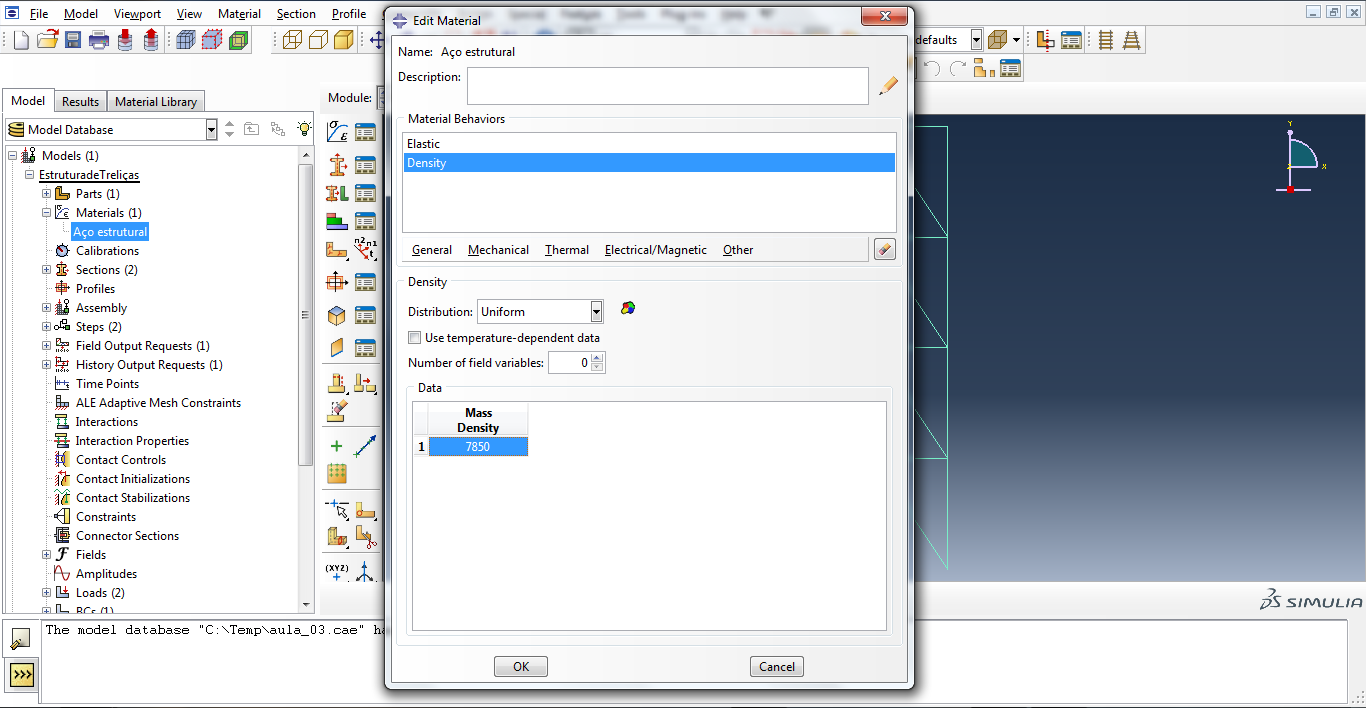 File Model Viewport View Material Section Profile
Edit Material
Name: Aço estrutural
Description:
defaults
Model Results Material Library
Module:
Model Database
Models (1)
EstruturadeTreliças
Parts (1)
Materials (1)
Aço estrutural
Calibrations
Sections (2)
Profiles
Assembly
Steps (2)
Field Output Requests (1)
History Output Requests (1)
Time Points
ALE Adaptive Mesh Constraints
Interactions
Interaction Properties
Contact Controls
Contact Initializations
Contact Stabilizations
Constraints
Connector Sections
Fields
Amplitudes
Loads (2)
BCs (1)
Material Behaviors
Elastic
Density
General Mechanical Thermal Electrical/Magnetic Other
Density
Distribution: Uniform
Use temperature-dependent data
Number of field variables: 0
Data
Mass
Density
1 7850
OK Cancel
n2 n1
t
(XYZ)
Y
Z X
SIMULIA
The model database "C:\Temp\aula_03.cae" ha
>>>